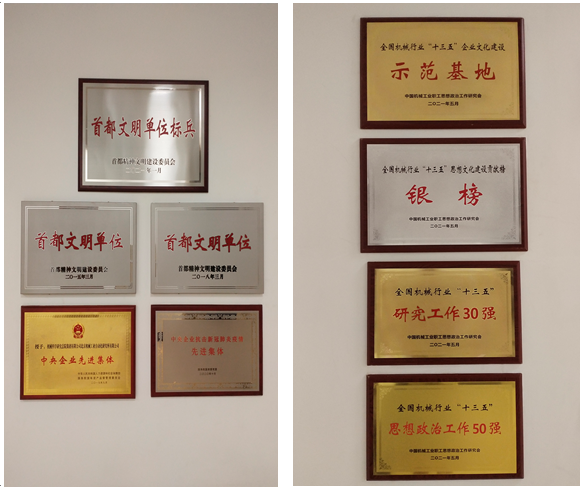 首都文明单位标兵
首都精神文明建设委员会
二〇二一年一月
首都文明单位
首都精神文明建设委员会
二〇一五年三月
首都文明单位
首都精神文明建设委员会
二〇一八年三月
中央企业先进集体
先进集体
全国机械行业“十三五”企业文化建设
示范基地
中国机械工业职工思想政治工作研究会
二〇二一年五月
全国机械行业“十三五”思想文化建设贡献榜
银榜
中国机械工业职工思想政治工作研究会
二〇二一年五月
全国机械行业“十三五”
研究工作30强
中国机械工业职工思想政治工作研究会
二〇二一年五月
全国机械行业“十三五”
思想政治工作50强
中国机械工业职工思想政治工作研究会
二〇二一年五月